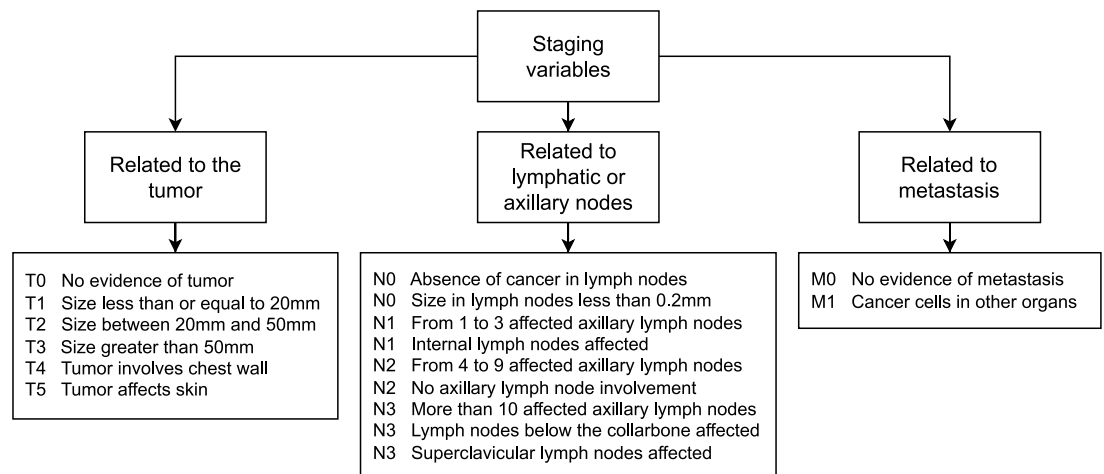 Staging
variables
Related to the
tumor
Related to
lymphatic or
axillary nodes
Related to
metastasis
T0 No evidence of tumor
T1 Size less than or equal to 20mm
T2 Size between 20mm and 50mm
T3 Size greater than 50mm
T4 Tumor involves chest wall
T5 Tumor affects skin
N0 Absence of cancer in lymph nodes
N0 Size in lymph nodes less than 0.2mm
N1 From 1 to 3 affected axillary lymph nodes
N1 Internal lymph nodes affected
N2 From 4 to 9 affected axillary lymph nodes
N2 No axillary lymph node involvement
N3 More than 10 affected axillary lymph nodes
N3 Lymph nodes below the collarbone affected
N3 Superclavicular lymph nodes affected
M0 No evidence of metastasis
M1 Cancer cells in other organs